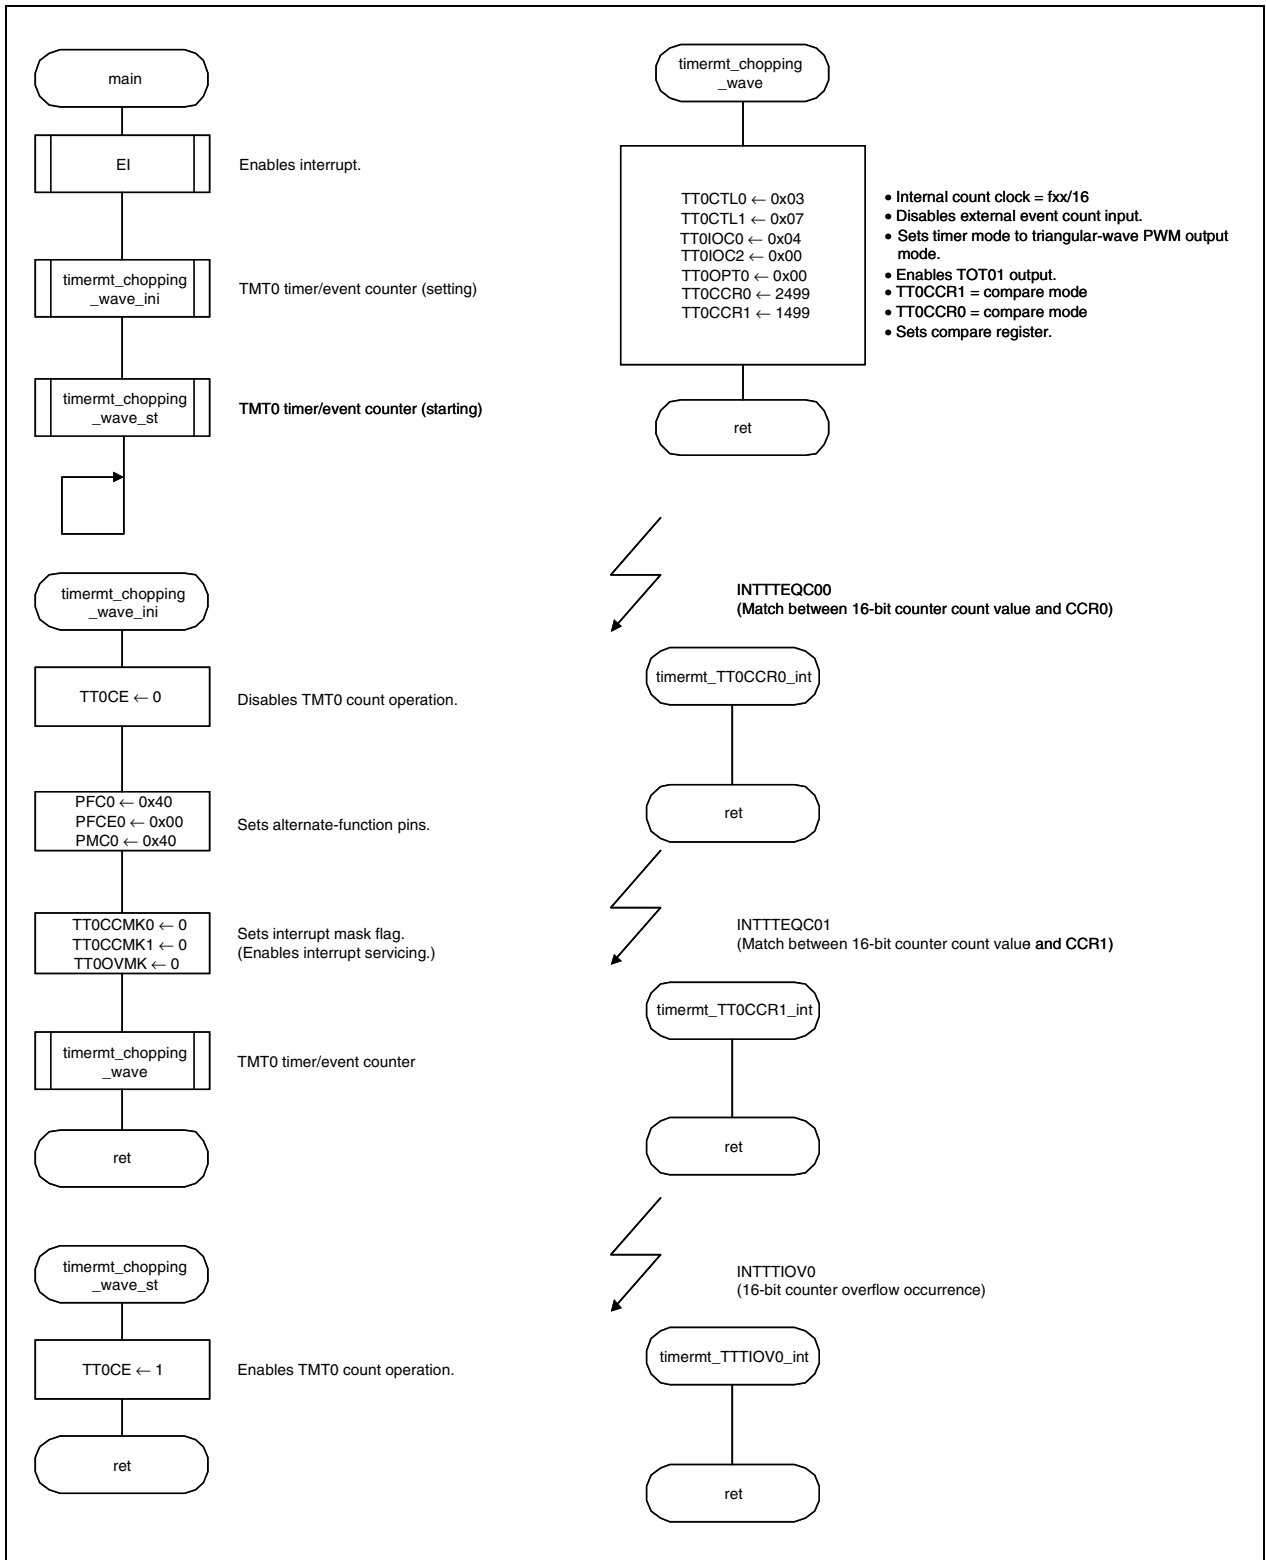 main
EI
Enables interrupt.
timermt_chopping
_wave_ini
TMT0 timer/event counter (setting)
timermt_chopping
_wave_st
TMT0 timer/event counter (starting)
timermt_chopping
_wave_ini
TT0CE ← 0
Disables TMT0 count operation.
PFC0 ← 0x40
PFCE0 ← 0x00
PMC0 ← 0x40
Sets alternate-function pins.
TT0CCMK0 ← 0
TT0CCMK1 ← 0
TT0OVMK ← 0
Sets interrupt mask flag.
(Enables interrupt servicing.)
timermt_chopping
_wave
TMT0 timer/event counter
ret
timermt_chopping
_wave_st
TT0CE ← 1
Enables TMT0 count operation.
ret
timermt_chopping
_wave
TT0CTL0 ← 0x03
TT0CTL1 ← 0x07
TT0IOC0 ← 0x04
TT0IOC2 ← 0x00
TT0OPT0 ← 0x00
TT0CCR0 ← 2499
TT0CCR1 ← 1499
• Internal count clock = fxx/16
• Disables external event count input.
• Sets timer mode to triangular-wave PWM output
mode.
• Enables TOT01 output.
• TT0CCR1 = compare mode
• TT0CCR0 = compare mode
• Sets compare register.
ret
INTTTEQC00
(Match between 16-bit counter count value and CCR0)
timermt_TT0CCR0_int
ret
INTTTEQC01
(Match between 16-bit counter count value and CCR1)
timermt_TT0CCR1_int
ret
INTTTIOV0
(16-bit counter overflow occurrence)
timermt_TTTIOV0_int
ret